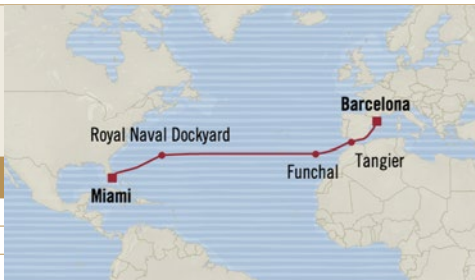 Barcelona
Royal Naval Dockyard
Funchal
Tangier
Miami